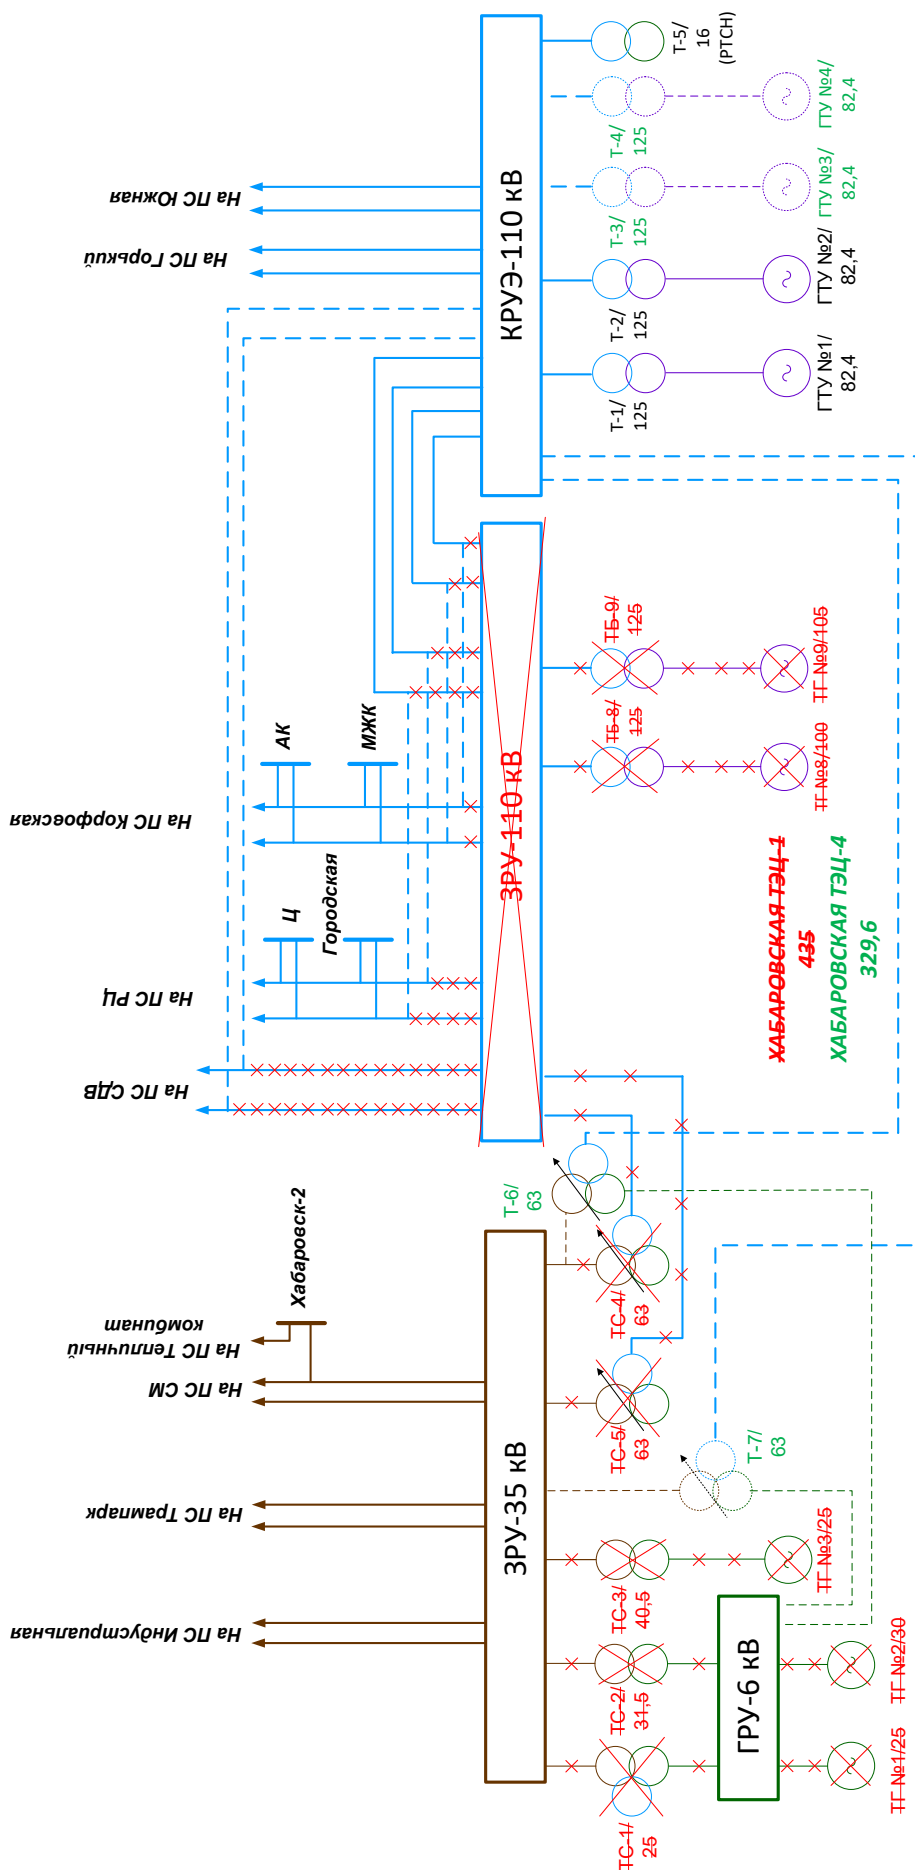 Т-5/
16
(РТСН)
ГТУ №4/
82,4
Т-4/
125
ГТУ №3/
82,4
Т-3/
125
ГТУ №2/
82,4
Т-2/
125
ГТУ №1/
82,4
Т-1/
125
КРУЭ-110 кВ
На ПС Южная
На ПС Горький
АК
МЖК
На ПС Корфовская
Ц
Городская
На ПС РЦ
На ПС СДВ
ЗРУ-110 кВ
ТБ-9/
125
ТГ №9/105
ТБ-8/
125
ТГ №8/100
ХАБАРОВСКАЯ ТЭЦ-1
435
ХАБАРОВСКАЯ ТЭЦ-4
329,6
Т-6/
63
Хабаровск-2
На ПС Тепличный
комбинат
На ПС СМ
На ПС Трампарк
На ПС Индустриальная
ЗРУ-35 кВ
ТС-4/
63
ТС-5/
63
Т-7/
63
ТС-3/
40,5
ТГ №3/25
ТС-2/
31,5
ТГ №2/30
ГРУ-6 кВ
ТС-1/
25
ТГ №1/25